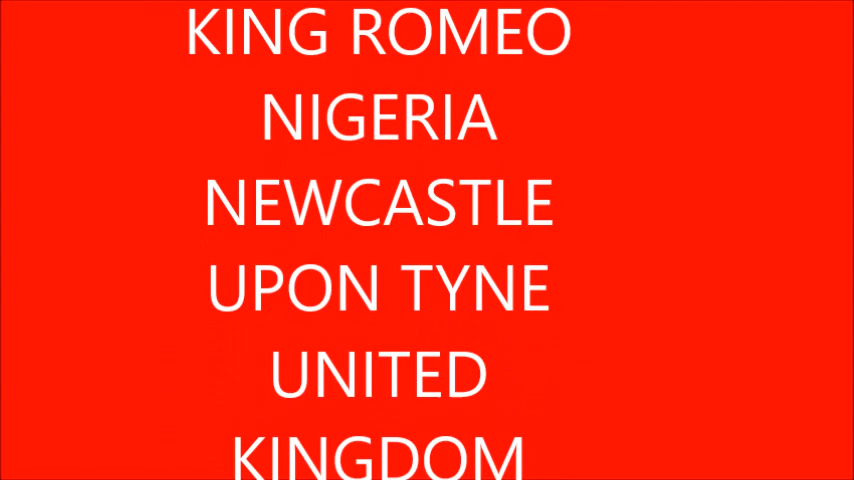 KING ROMEO
NIGERIA
NEWCASTLE
UPON TYNE
UNITED
KINGDOM